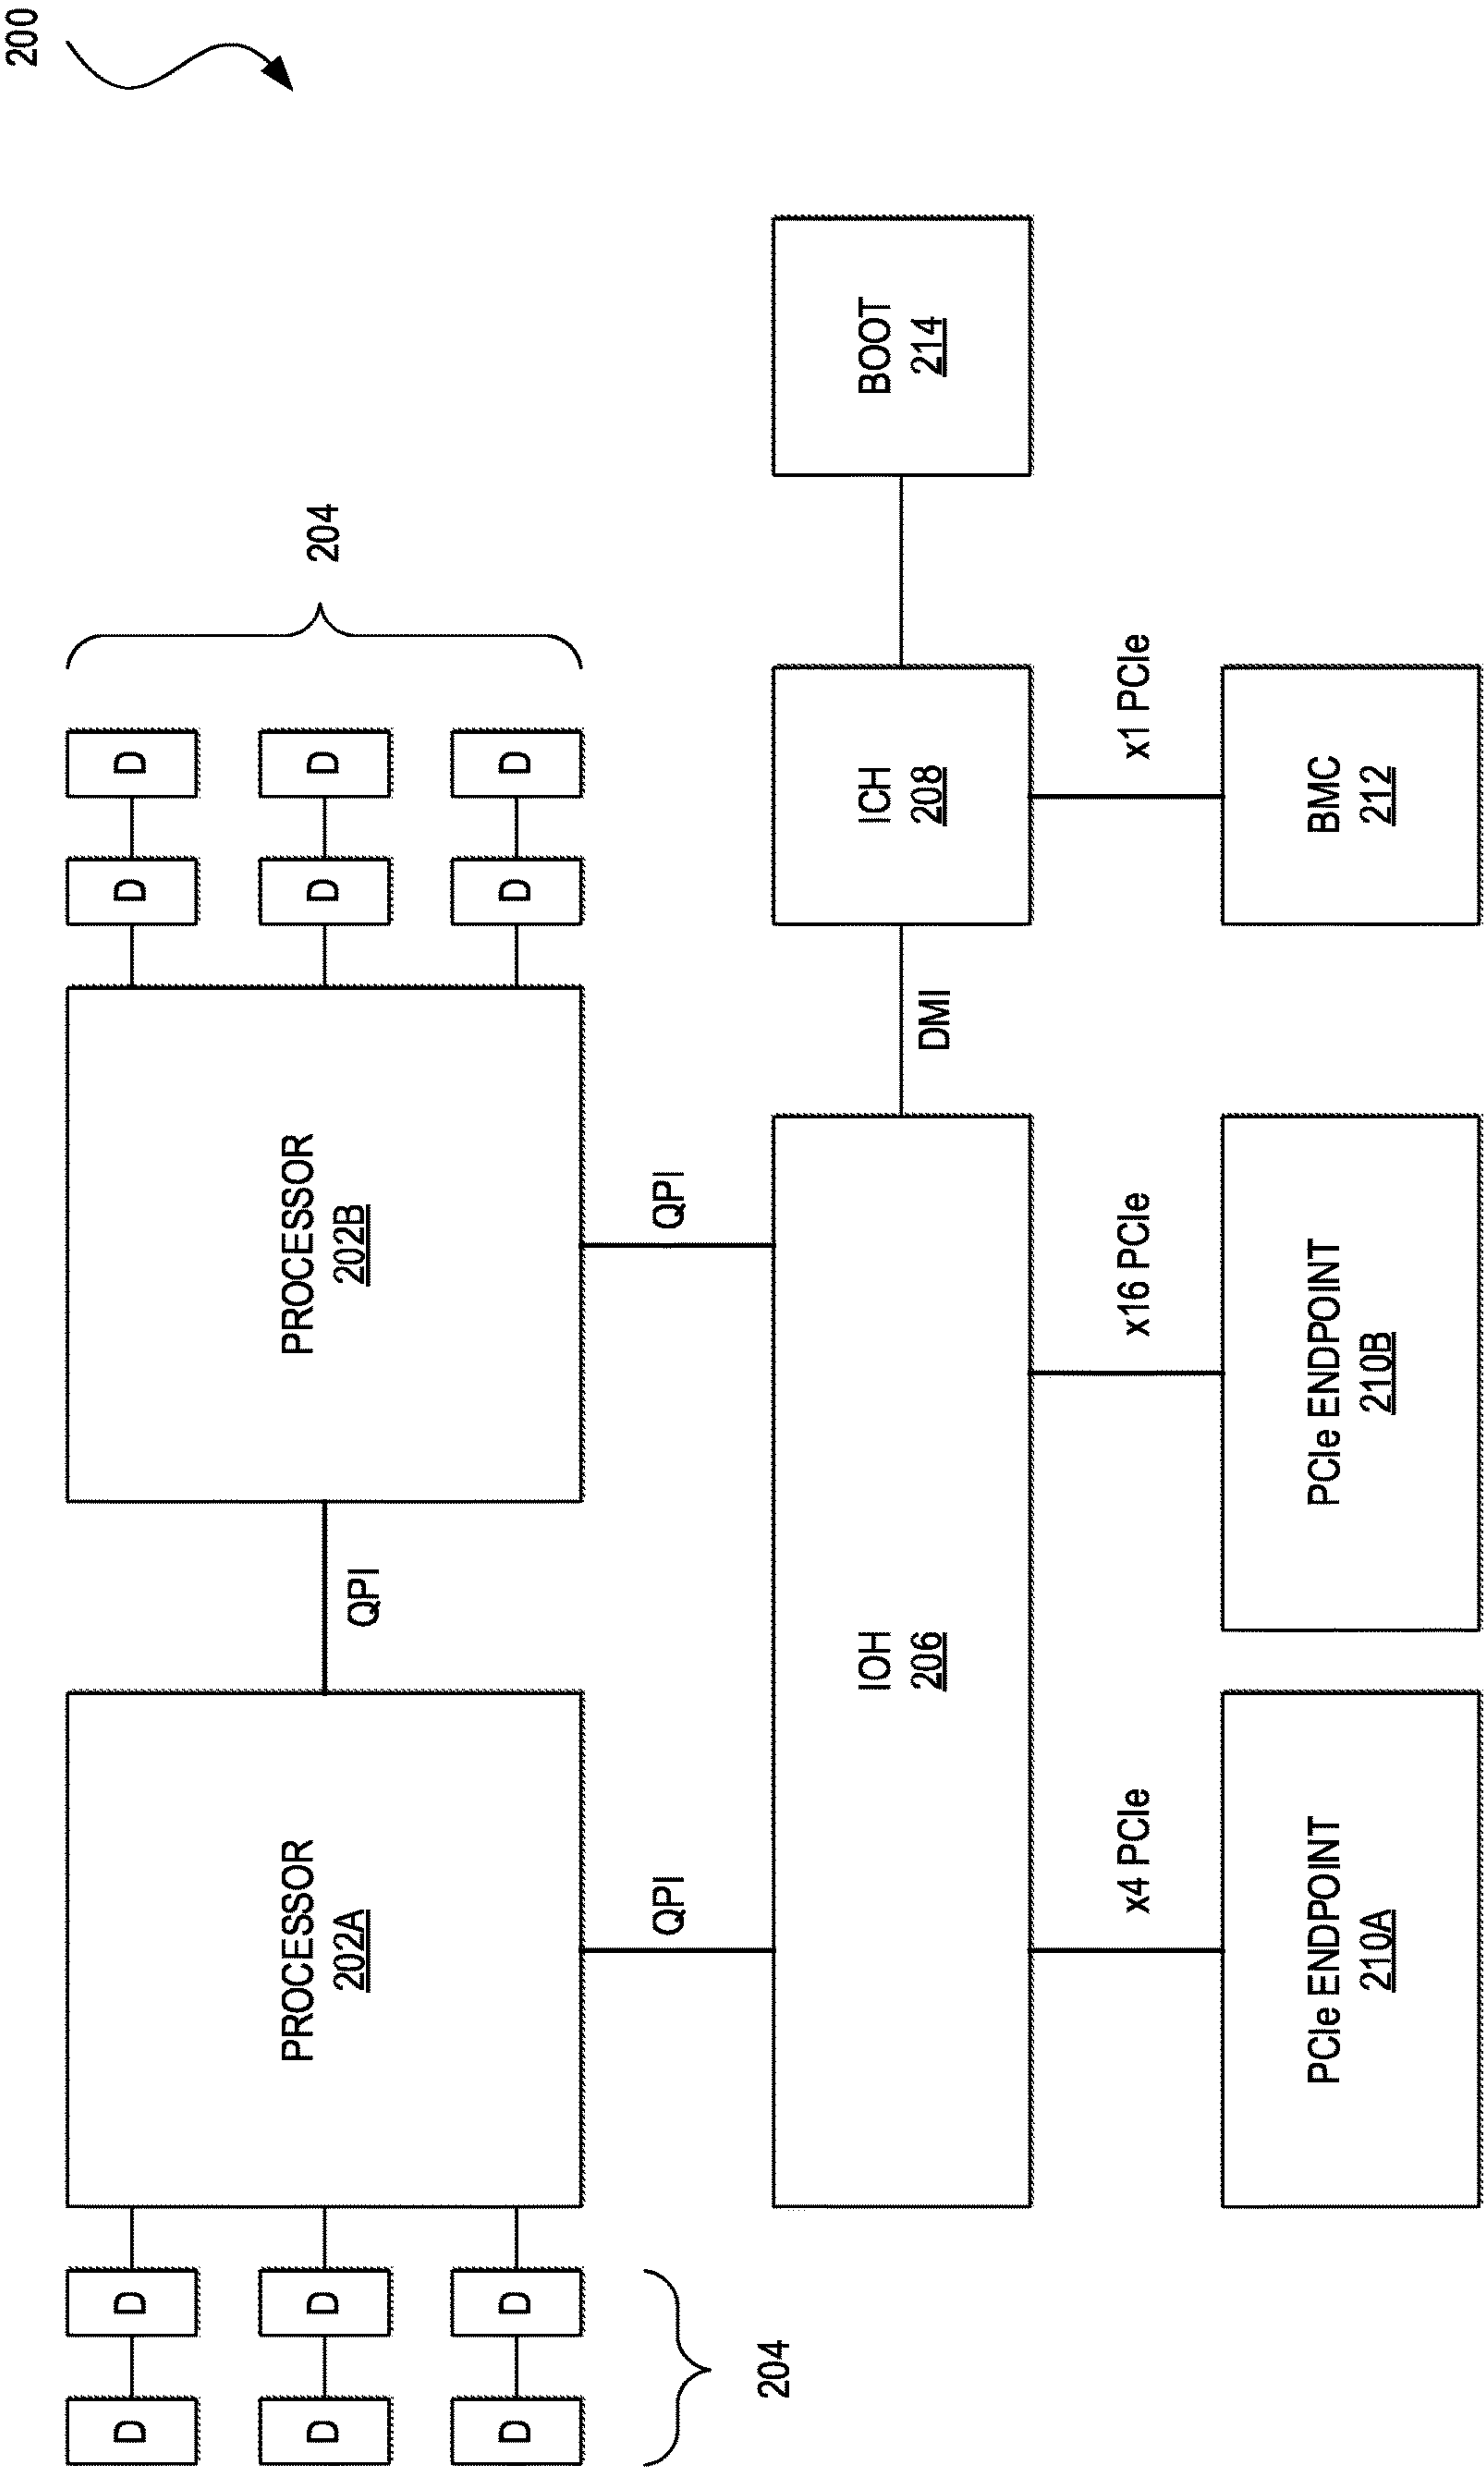 200
D
D
D
D
PROCESSOR
202A
PROCESSOR
202B
D
D
D
D
204
QPI
D
D
D
D
QPI
QPI
204
IOH
206
DMI
ICH
208
BOOT
214
x4 PCIe
x16 PCIe
x1 PCIe
PCIe ENDPOINT
210A
PCIe ENDPOINT
210B
BMC
212